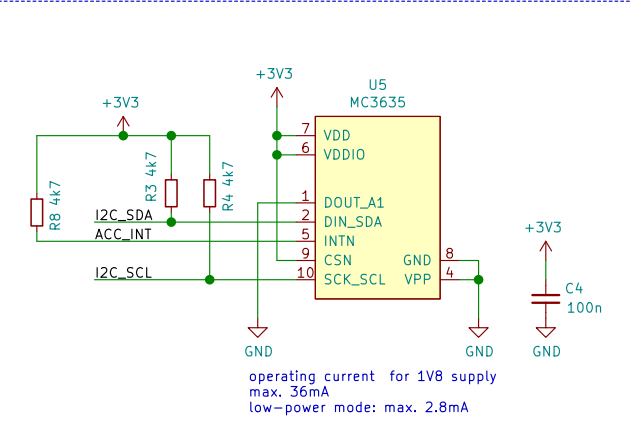 +3V3
U5
MC3635
+3V3
7 VDD
6 VDDIO
R3 4k7
R4 4k7
R8 4k7
1 DOUT_A1
I2C_SDA
2 DIN_SDA
ACC_INT
5 INTN
+3V3
9 CSN
GND 8
I2C_SCL
10 SCK_SCL
VPP 4
C4
100n
GND
GND
GND
operating current  for 1V8 supply
max. 36mA
low-power mode: max. 2.8mA